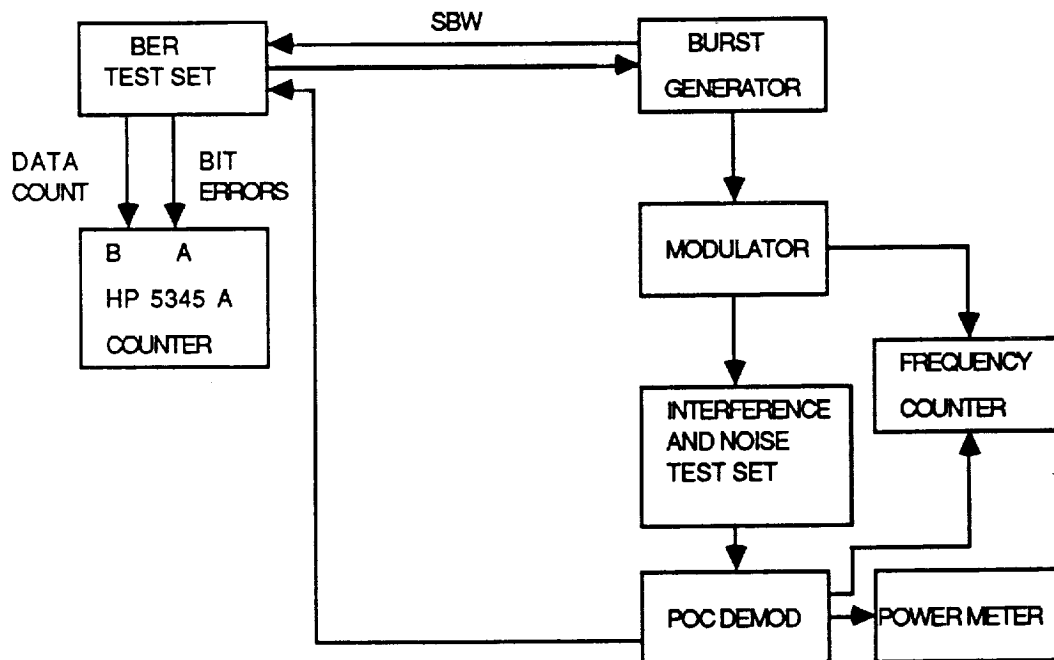 BER
TEST SET
SBW
BURST
GENERATOR
DATA
COUNT
BIT
ERRORS
B A
HP 5345 A
COUNTER
MODULATOR
FREQUENCY
COUNTER
INTERFERENCE
AND NOISE
TEST SET
POC DEMOD
POWER METER